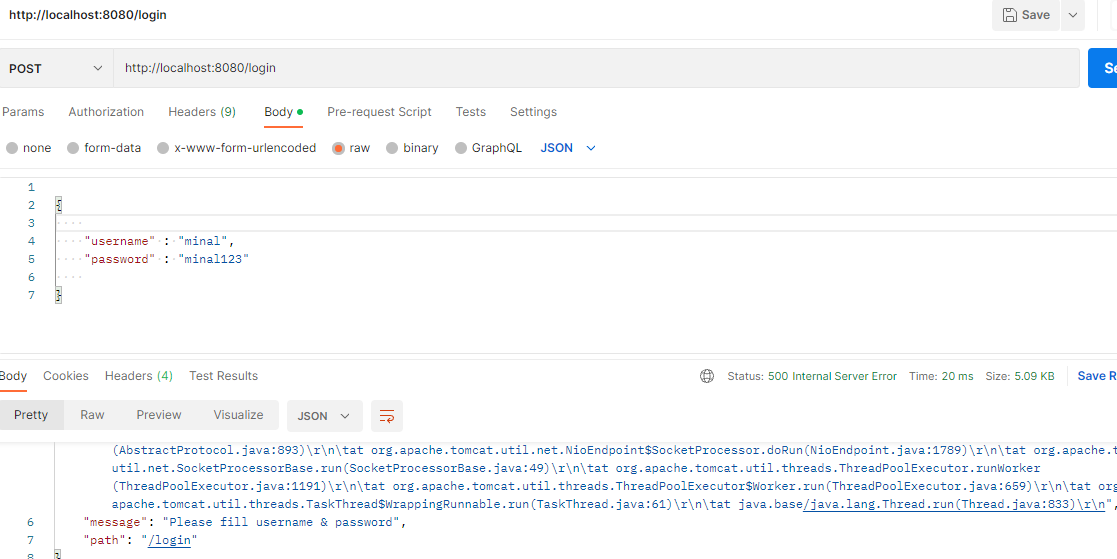 http://localhost:8080/login
Save
POST
http://localhost:8080/login
Params Authorization Headers (9) Body Pre-request Script Tests Settings
none form-data x-www-form-urlencoded raw binary GraphQL JSON
1
2 {
3
4 "username" : "minal",
5 "password" : "minal123"
6
7 }
Body Cookies Headers (4) Test Results Status: 500 Internal Server Error Time: 20 ms Size: 5.09 KB Save R
Pretty Raw Preview Visualize JSON
(AbstractProtocol.java:893)\r\n\tat org.apache.tomcat.util.net.NioEndpoint$SocketProcessor.doRun(NioEndpoint.java:1789)\r\n\tat org.apache.t
util.net.SocketProcessorBase.run(SocketProcessorBase.java:49)\r\n\tat org.apache.tomcat.util.threads.ThreadPoolExecutor.runWorker
(ThreadPoolExecutor.java:1191)\r\n\tat org.apache.tomcat.util.threads.ThreadPoolExecutor$Worker.run(ThreadPoolExecutor.java:659)\r\n\tat org
apache.tomcat.util.threads.TaskThread$WrappingRunnable.run(TaskThread.java:61)\r\n\tat java.base/java.lang.Thread.run(Thread.java:833)\r\n",
6 "message": "Please fill username & password",
7 "path": "/login"
8 }